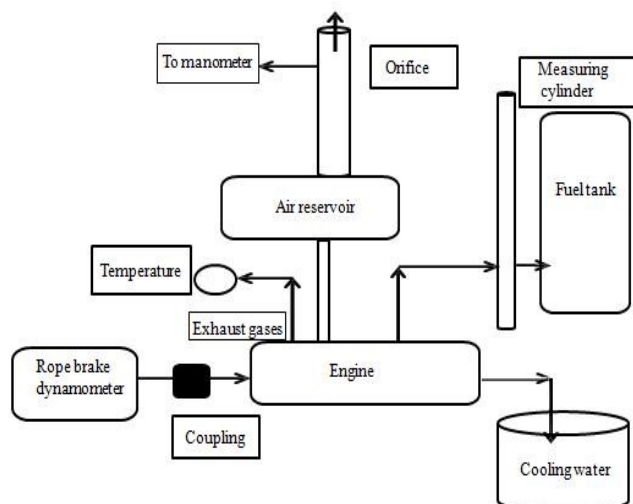 To manometer
Orifice
Measuring
cylinder
Fuel tank
Air reservoir
Temperature
Exhaust gases
Rope brake
dynamometer
Engine
Coupling
Cooling water